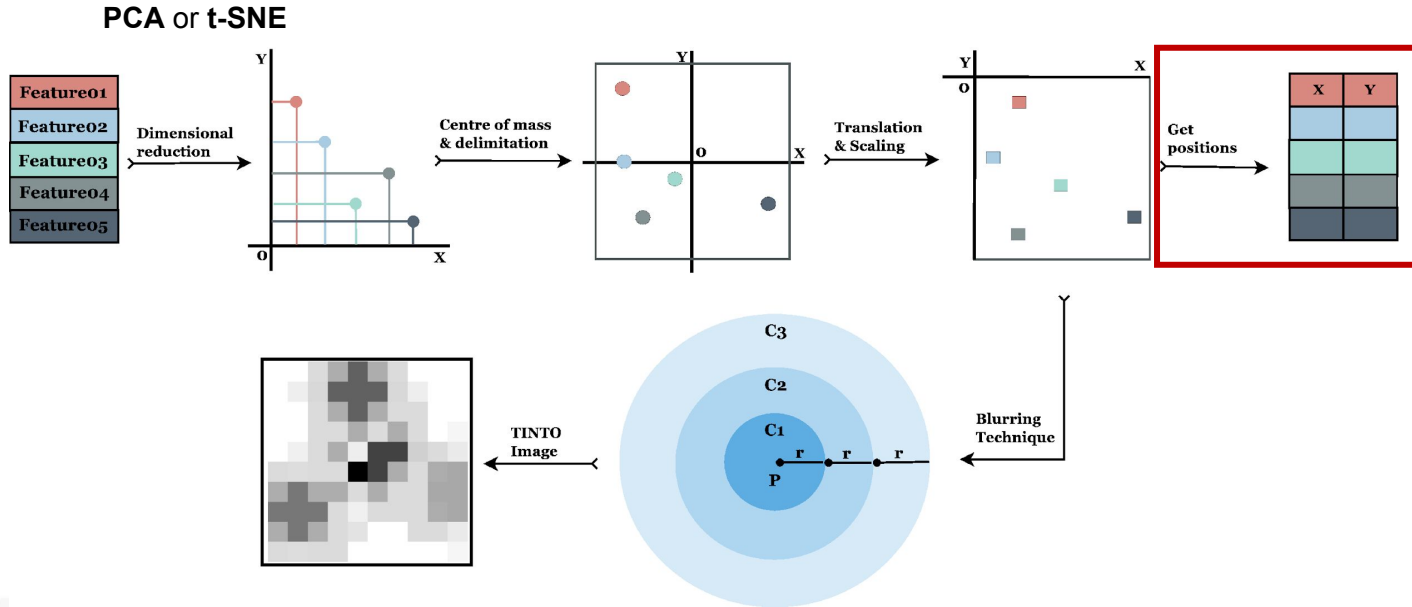 PCA or t-SNE
Feature01
Feature02
Feature03
Feature04
Feature05
Dimensional
reduction
Y
O
X
Centre of mass
& delimitation
Y
O
X
Translation
& Scaling
Y
O
X
Get
positions
X Y
Blurring
Technique
C3
C2
C1
r r r
P
TINTO
Image